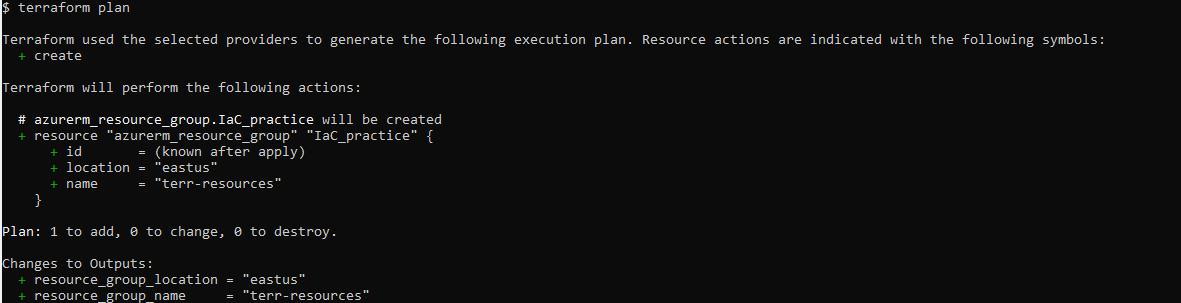 $ terraform plan
Terraform used the selected providers to generate the following execution plan. Resource actions are indicated with the following symbols:
  + create
Terraform will perform the following actions:
  # azurerm_resource_group.IaC_practice will be created
  + resource "azurerm_resource_group" "IaC_practice" {
      + id       = (known after apply)
      + location = "eastus"
      + name     = "terr-resources"
    }
Plan: 1 to add, 0 to change, 0 to destroy.
Changes to Outputs:
  + resource_group_location = "eastus"
  + resource_group_name     = "terr-resources"